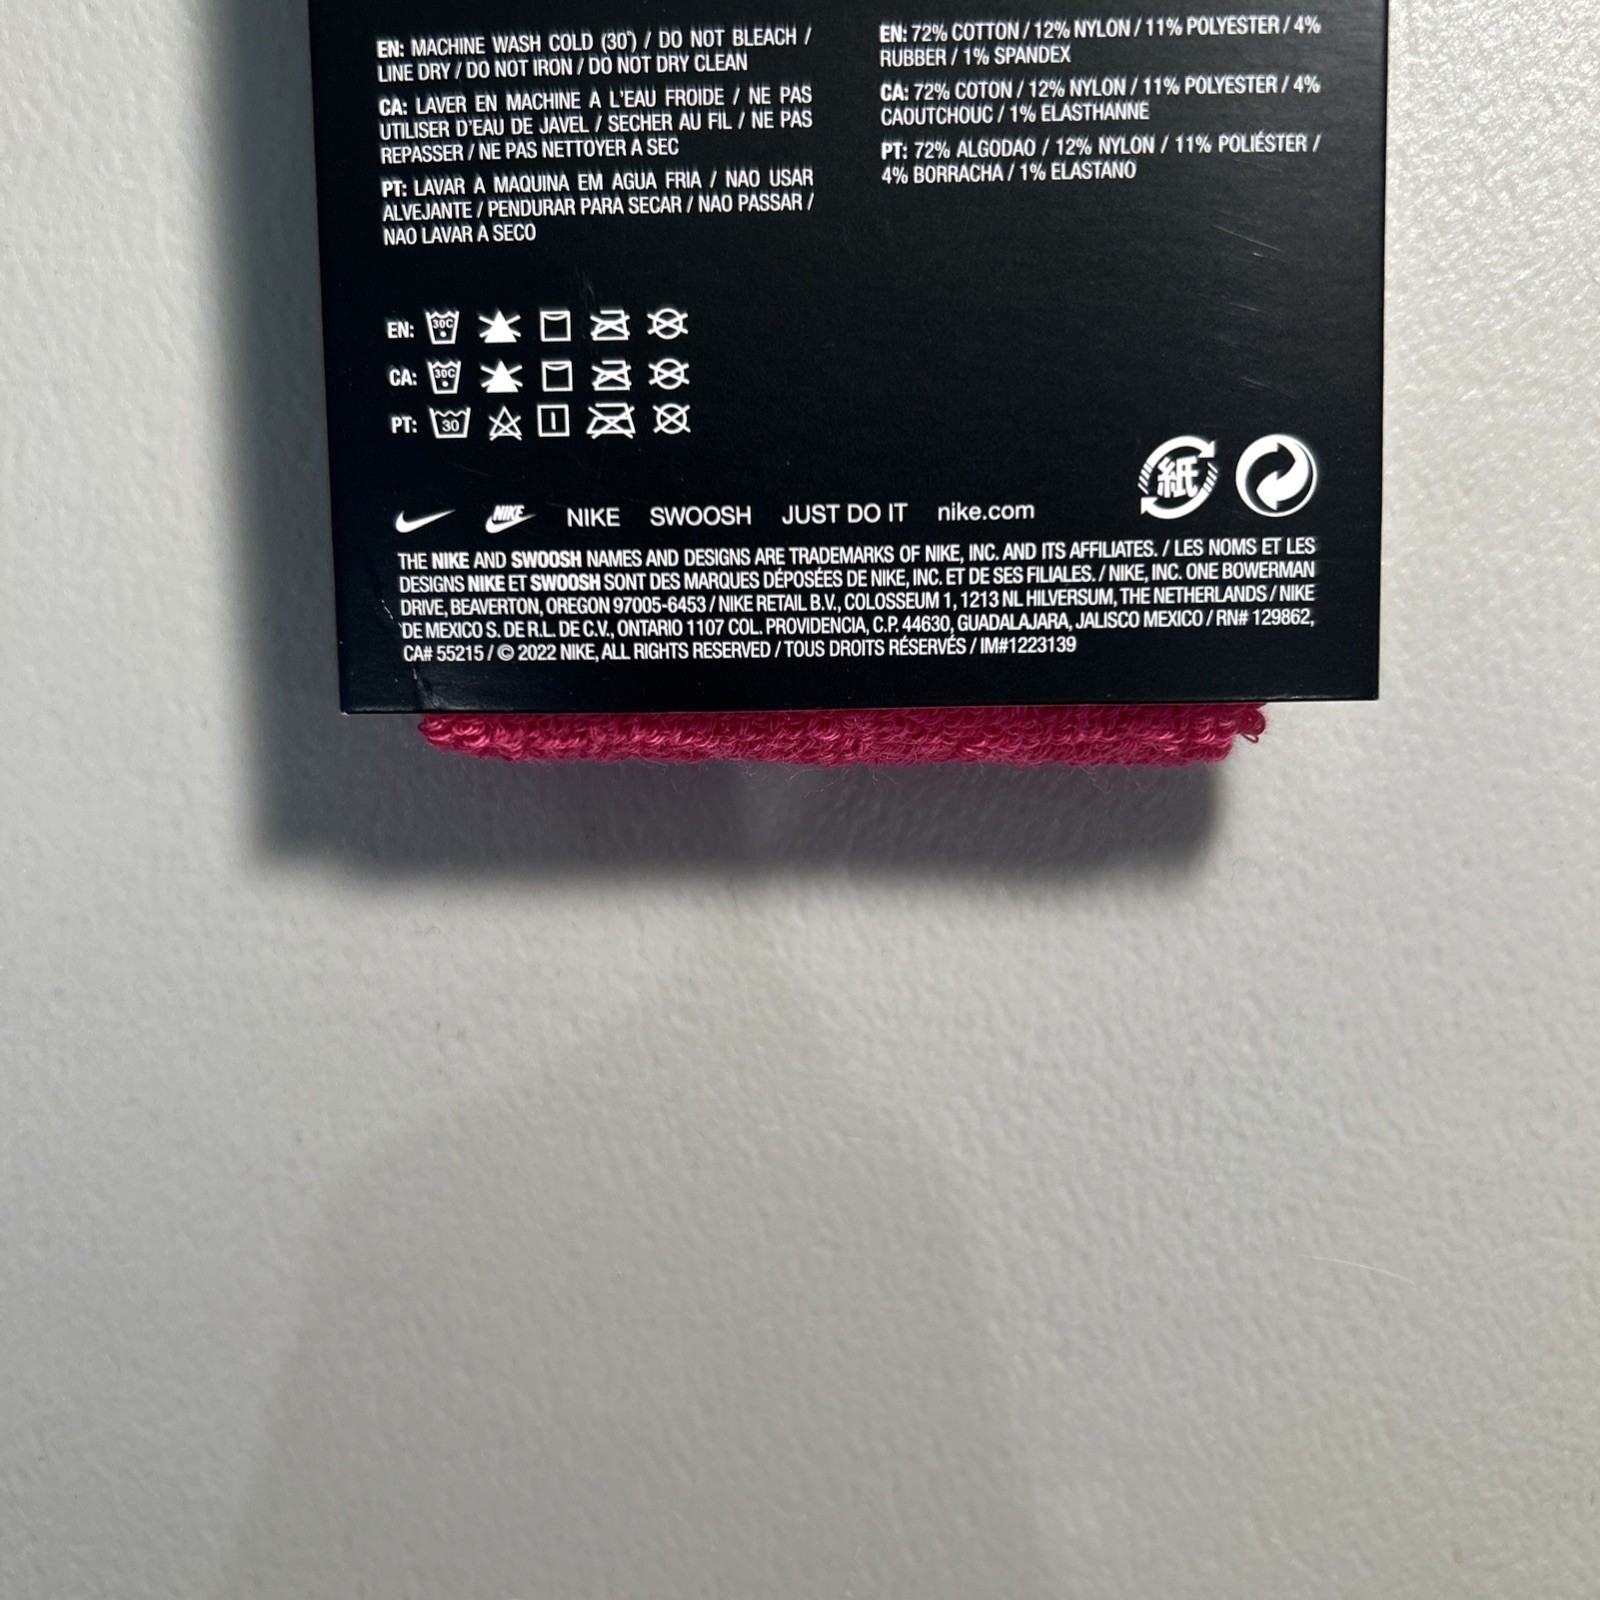 EN: MACHINE WASH COLD (30°) / DO NOT BLEACH /
LINE DRY / DO NOT IRON / DO NOT DRY CLEAN
CA: LAVER EN MACHINE A L'EAU FROIDE / NE PAS
UTILISER D'EAU DE JAVEL / SECHER AU FIL / NE PAS
REPASSER / NE PAS NETTOYER A SEC
PT: LAVAR A MAQUINA EM AGUA FRIA / NAO USAR
ALVEJANTE / PENDURAR PARA SECAR / NAO PASSAR /
NAO LAVAR A SECO
EN: 72% COTTON / 12% NYLON / 11% POLYESTER / 4%
RUBBER / 1% SPANDEX
CA: 72% COTON / 12% NYLON / 11% POLYESTER / 4%
CAOUTCHOUC / 1% ELASTHANNE
PT: 72% ALGODAO / 12% NYLON / 11% POLIÉSTER /
4% BORRACHA / 1% ELASTANO
EN: 30C
CA: 30C
PT: 30
紙
NIKE NIKE SWOOSH JUST DO IT nike.com
THE NIKE AND SWOOSH NAMES AND DESIGNS ARE TRADEMARKS OF NIKE, INC. AND ITS AFFILIATES. / LES NOMS ET LES
DESIGNS NIKE ET SWOOSH SONT DES MARQUES DÉPOSÉES DE NIKE, INC. ET DE SES FILIALES. / NIKE, INC. ONE BOWERMAN
DRIVE, BEAVERTON, OREGON 97005-6453 / NIKE RETAIL B.V., COLOSSEUM 1, 1213 NL HILVERSUM, THE NETHERLANDS / NIKE
DE MEXICO S. DE R.L. DE C.V., ONTARIO 1107 COL. PROVIDENCIA, C.P. 44630, GUADALAJARA, JALISCO MEXICO / RN# 129862,
CA# 55215 / © 2022 NIKE, ALL RIGHTS RESERVED / TOUS DROITS RÉSERVÉS / IM#1223139